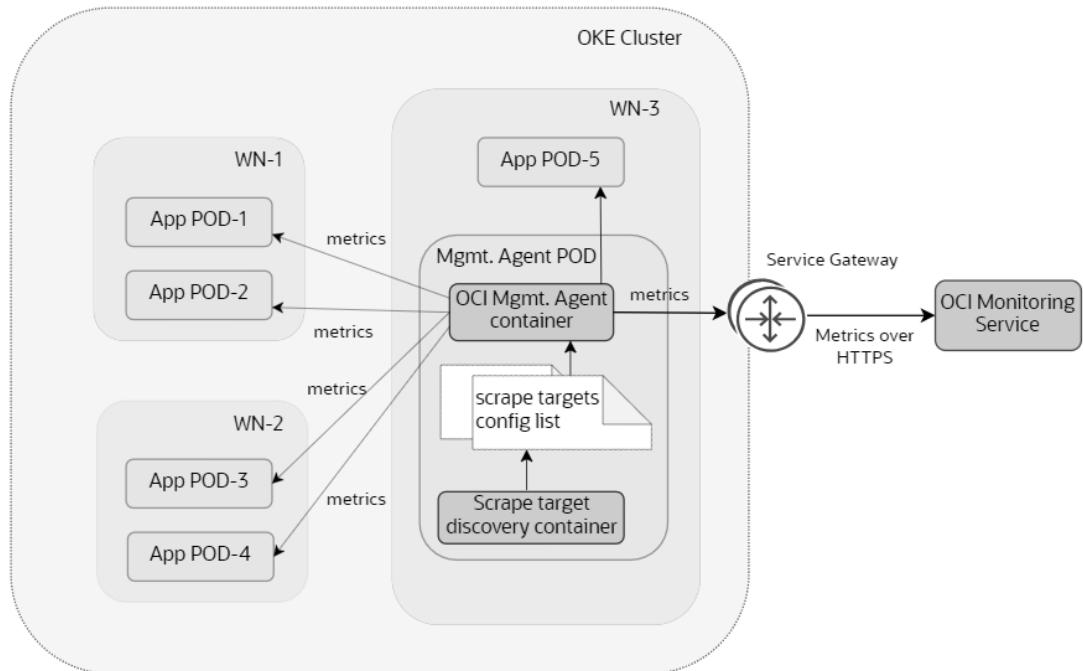 OKE Cluster
WN-3
WN-1
App POD-5
App POD-1
metrics
Mgmt. Agent POD
Service Gateway
App POD-2
OCI Mgmt. Agent
container
metrics
OCI Monitoring
Service
metrics
Metrics over
HTTPS
metrics
scrape targets
config list
WN-2
App POD-3
metrics
Scrape target
discovery container
App POD-4